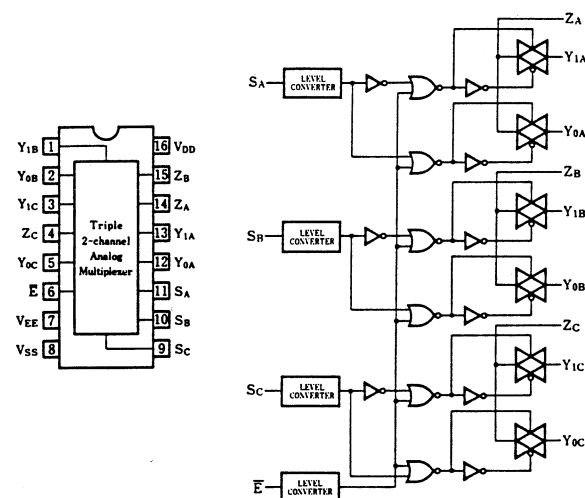 Y1B 1
Y0B 2
Y1C 3
ZC 4
Y0C 5
E̅ 6
VEE 7
VSS 8
16 VDD
15 ZB
14 ZA
13 Y1A
12 Y0A
11 SA
10 SB
9 SC
Triple
2-channel
Analog
Multiplexer
SA
LEVEL
CONVERTER
ZA
Y1A
Y0A
SB
LEVEL
CONVERTER
ZB
Y1B
Y0B
SC
LEVEL
CONVERTER
ZC
Y1C
Y0C
E̅
LEVEL
CONVERTER